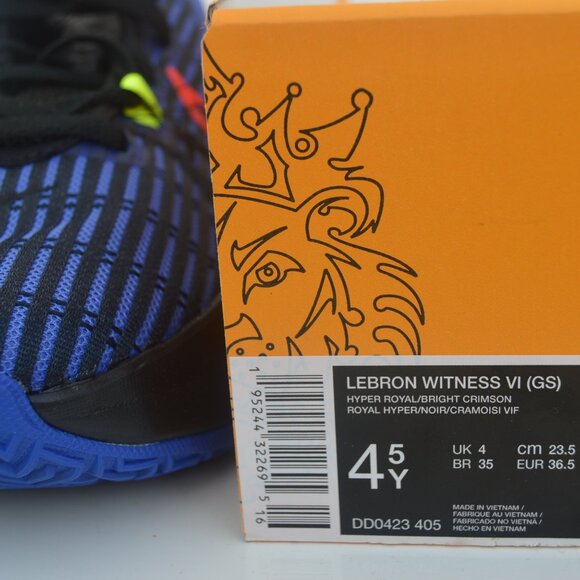 LEBRON WITNESS VI (GS)
HYPER ROYAL/BRIGHT CRIMSON
ROYAL HYPER/NOIR/CRAMOISI VIF
4 5Y
UK 4 cm 23.5
BR 35 EUR 36.5
DD0423 405
MADE IN VIETNAM /
FABRIQUE AU VIETNAM /
FABRICADO NO VIETNÃ /
HECHO EN VIETNAM
1 95244 32269 5 16